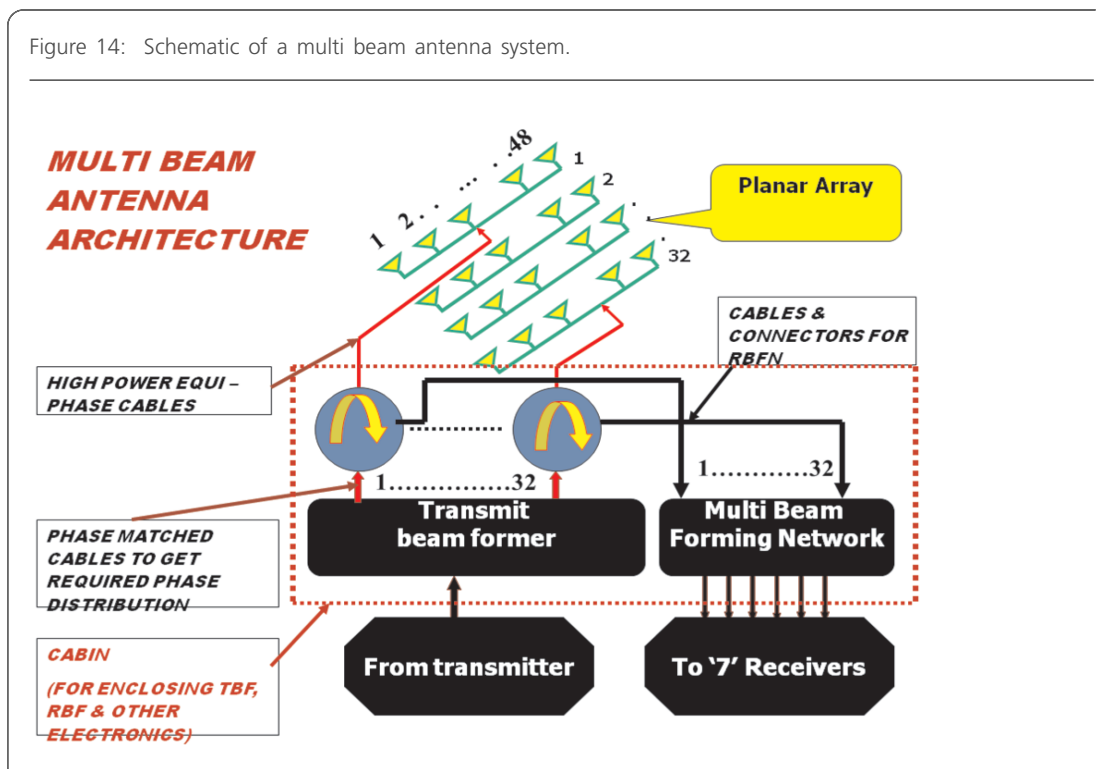 Figure 14: Schematic of a multi beam antenna system.
MULTI BEAM
ANTENNA
ARCHITECTURE
1 2 . . ... . .48
1
2
.
.
32
Planar Array
CABLES &
CONNECTORS FOR
RBFN
HIGH POWER EQUI –
PHASE CABLES
1................32
1............32
Transmit
beam former
Multi Beam
Forming Network
PHASE MATCHED
CABLES TO GET
REQUIRED PHASE
DISTRIBUTION
CABIN
(FOR ENCLOSING TBF,
RBF & OTHER
ELECTRONICS)
From transmitter
To ‘7’ Receivers